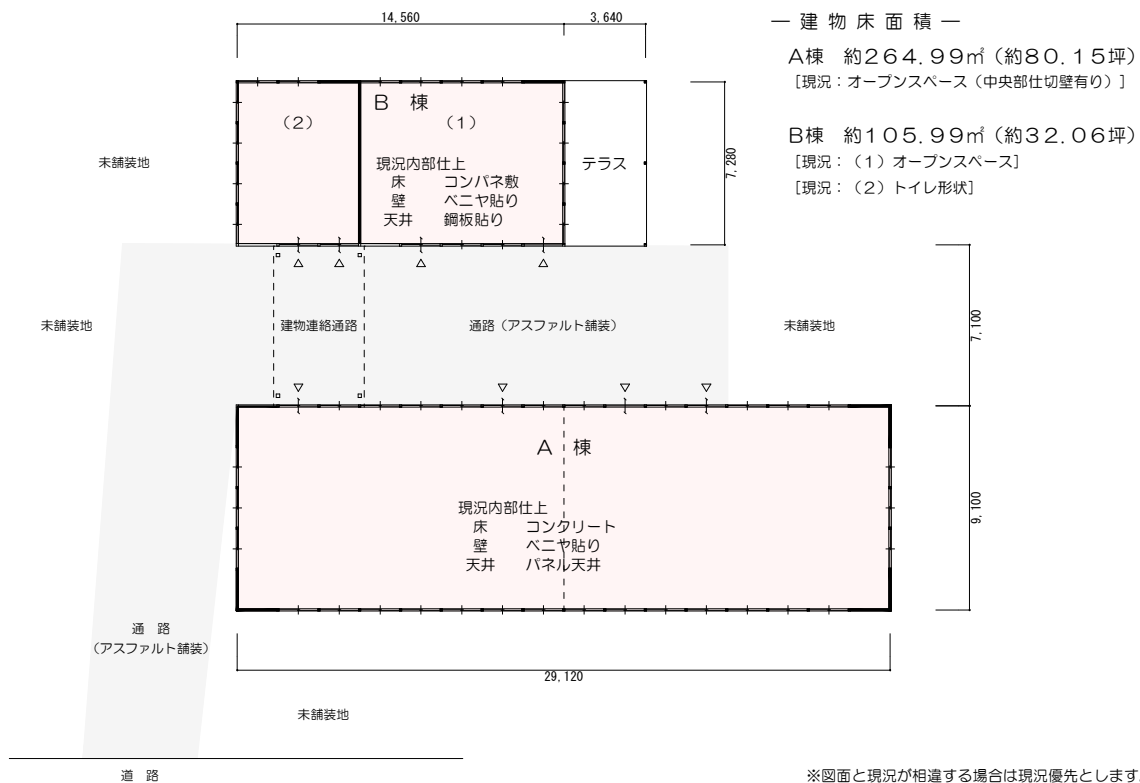 14,560
3,640
― 建 物 床 面 積 ―
A棟 約264.99㎡(約80.15坪)
[現況:オープンスペース(中央部仕切壁有り)]
B棟 約105.99㎡(約32.06坪)
[現況:(1)オープンスペース]
[現況:(2)トイレ形状]
B 棟
(2)
(1)
現況内部仕上
床 コンパネ敷
壁 ベニヤ貼り
天井 鋼板貼り
テラス
7,280
未舗装地
未舗装地
建物連絡通路
通路(アスファルト舗装)
未舗装地
7,100
A 棟
現況内部仕上
床 コンクリート
壁 ベニヤ貼り
天井 パネル天井
9,100
通 路
(アスファルト舗装)
29,120
未舗装地
道 路
※図面と現況が相違する場合は現況優先とします。